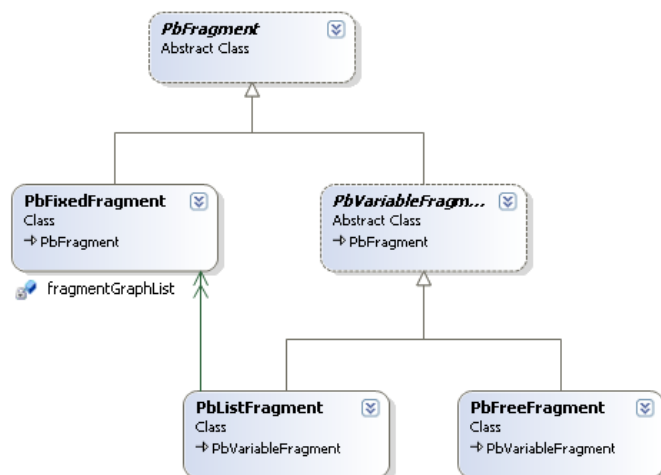 PbFragment
Abstract Class
PbFixedFragment
Class
PbFragment
PbVariableFragm...
Abstract Class
PbFragment
fragmentGraphList
PbListFragment
Class
PbVariableFragment
PbFreeFragment
Class
PbVariableFragment